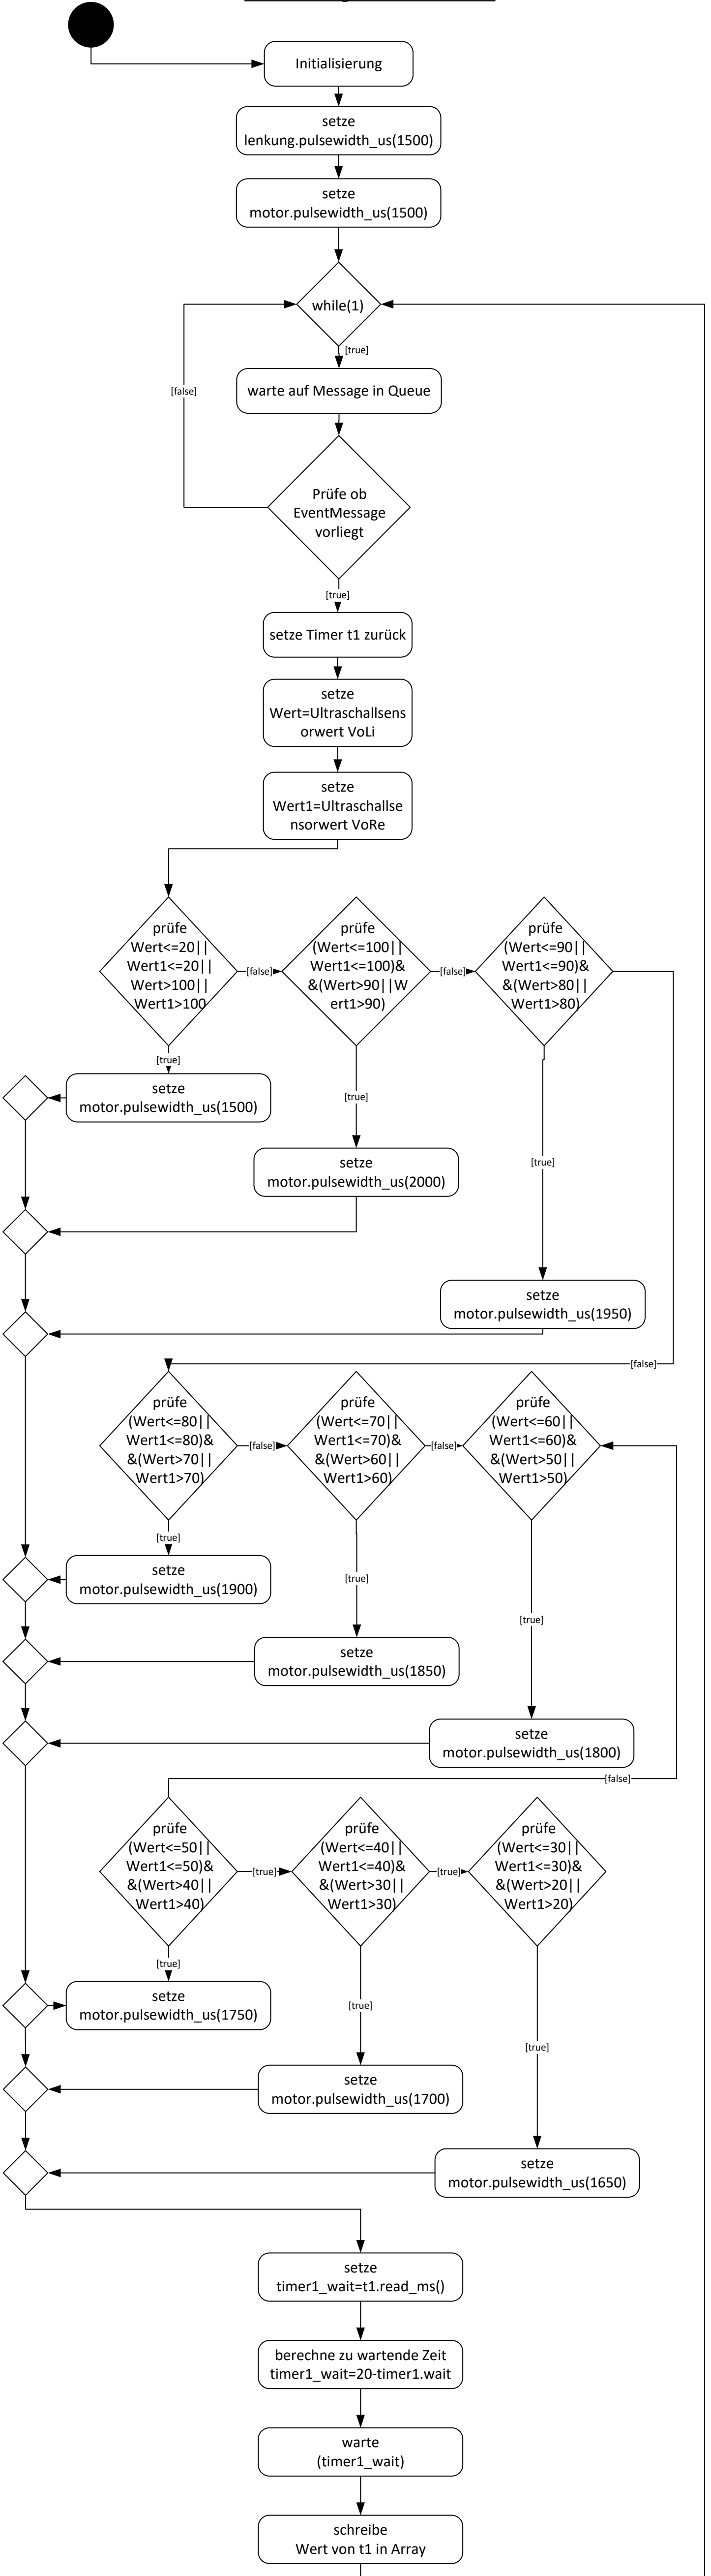 Initialisierung
setze
lenkung.pulsewidth_us(1500)
setze
motor.pulsewidth_us(1500)
while(1)
[true]
[false]
warte auf Message in Queue
Prüfe ob
EventMessage
vorliegt
[true]
setze Timer t1 zurück
setze
Wert=Ultraschallsens
orwert VoLi
setze
Wert1=Ultraschallse
nsorwert VoRe
prüfe
Wert<=20||
Wert1<=20||
Wert>100||
Wert1>100
[false]
prüfe
(Wert<=100||
Wert1<=100)&
&(Wert>90||W
ert1>90)
[false]
prüfe
(Wert<=90||
Wert1<=90)&
&(Wert>80||
Wert1>80)
[true]
setze
motor.pulsewidth_us(1500)
[true]
setze
motor.pulsewidth_us(2000)
[true]
setze
motor.pulsewidth_us(1950)
[false]
prüfe
(Wert<=80||
Wert1<=80)&
&(Wert>70||
Wert1>70)
[false]
prüfe
(Wert<=70||
Wert1<=70)&
&(Wert>60||
Wert1>60)
[false]
prüfe
(Wert<=60||
Wert1<=60)&
&(Wert>50||
Wert1>50)
[true]
setze
motor.pulsewidth_us(1900)
[true]
setze
motor.pulsewidth_us(1850)
[true]
setze
motor.pulsewidth_us(1800)
[false]
prüfe
(Wert<=50||
Wert1<=50)&
&(Wert>40||
Wert1>40)
[true]
prüfe
(Wert<=40||
Wert1<=40)&
&(Wert>30||
Wert1>30)
[true]
prüfe
(Wert<=30||
Wert1<=30)&
&(Wert>20||
Wert1>20)
[true]
setze
motor.pulsewidth_us(1750)
[true]
setze
motor.pulsewidth_us(1700)
[true]
setze
motor.pulsewidth_us(1650)
setze
timer1_wait=t1.read_ms()
berechne zu wartende Zeit
timer1_wait=20-timer1.wait
warte
(timer1_wait)
schreibe
Wert von t1 in Array